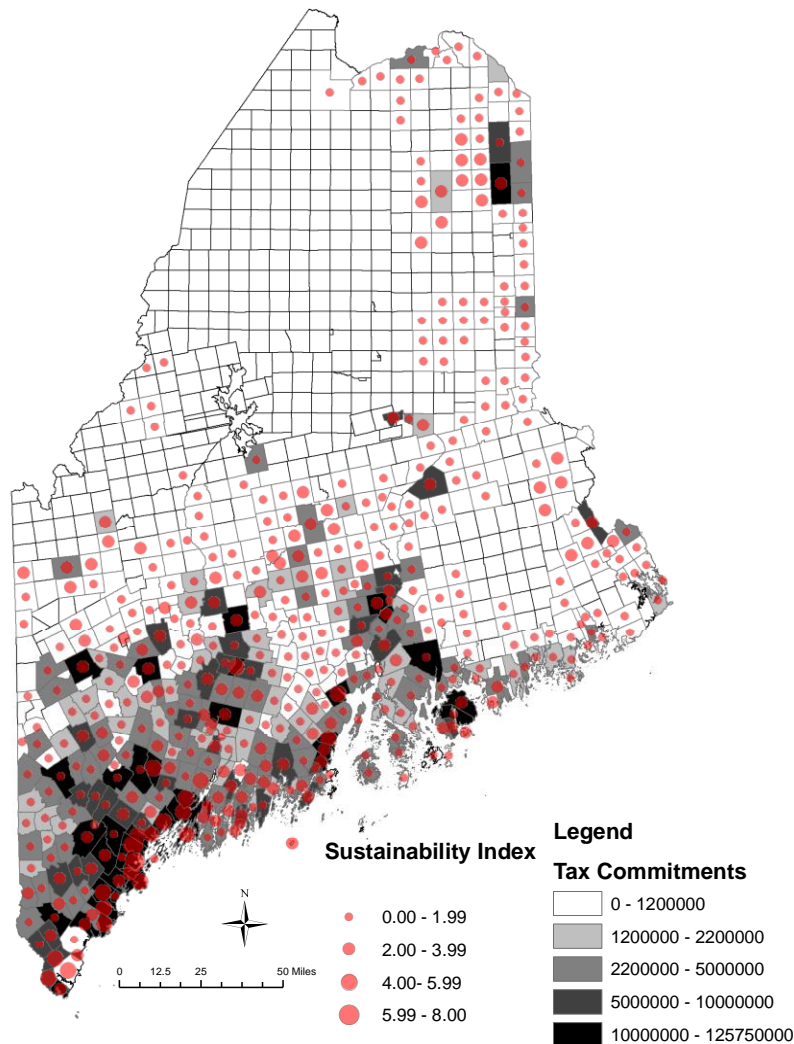 N
0 12.5 25 50 Miles
Sustainability Index
0.00 - 1.99
2.00 - 3.99
4.00- 5.99
5.99 - 8.00
Legend
Tax Commitments
0 - 1200000
1200000 - 2200000
2200000 - 5000000
5000000 - 10000000
10000000 - 125750000